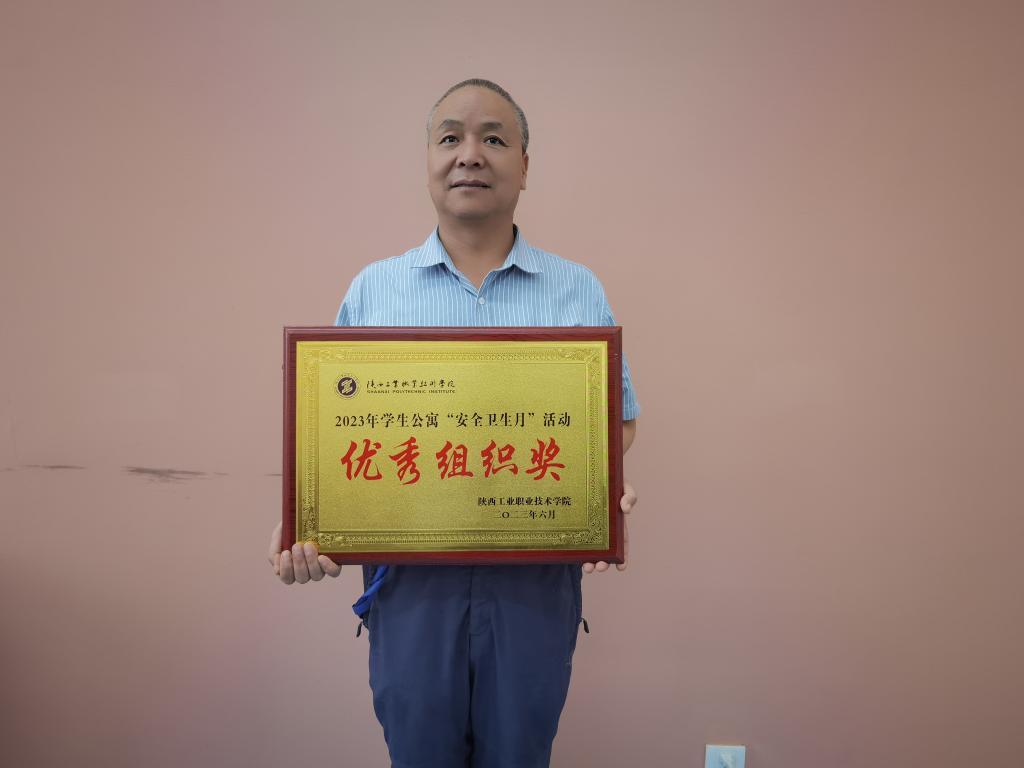 陕西工业职业技术学院
SHAANXI POLYTECHNIC INSTITUTE
2023年学生公寓“安全卫生月”活动
优秀组织奖
陕西工业职业技术学院
二〇二三年六月